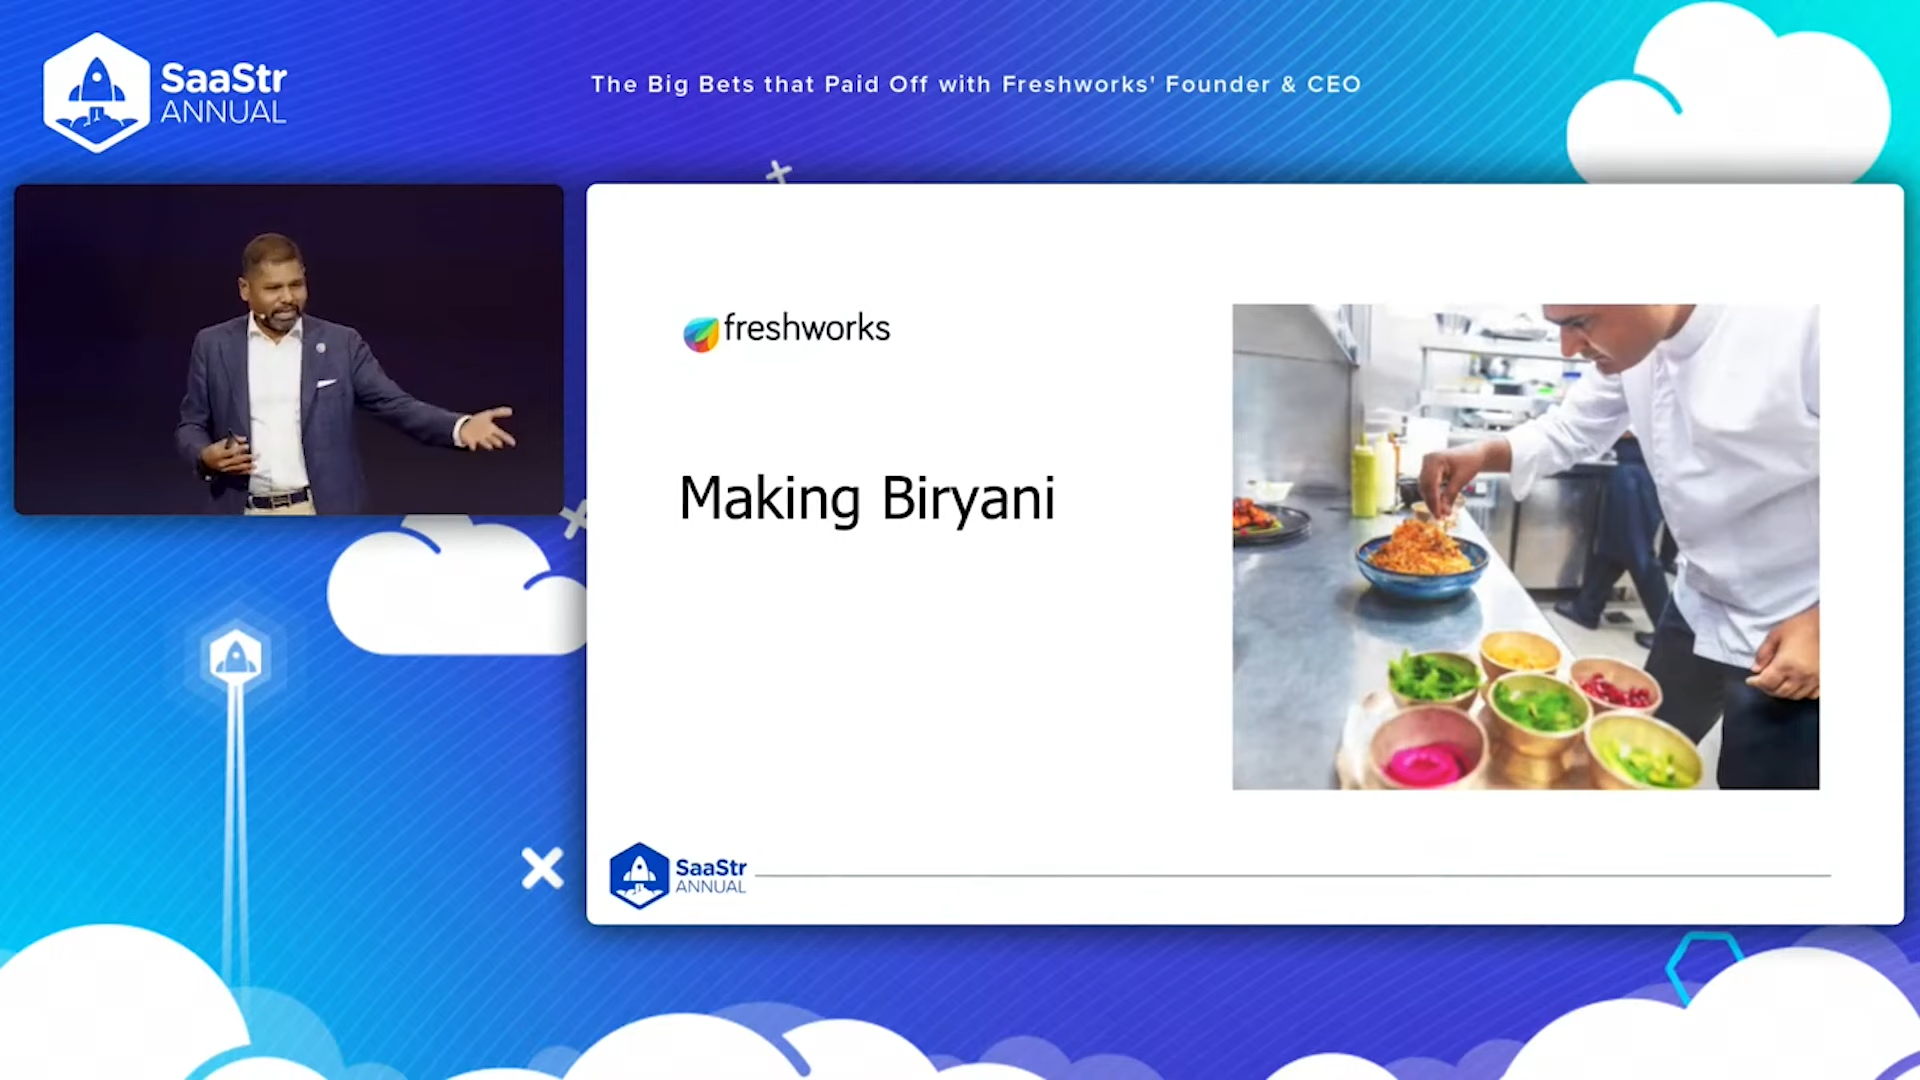 SaaStr
ANNUAL
The Big Bets that Paid Off with Freshworks' Founder & CEO
freshworks
Making Biryani
SaaStr
ANNUAL